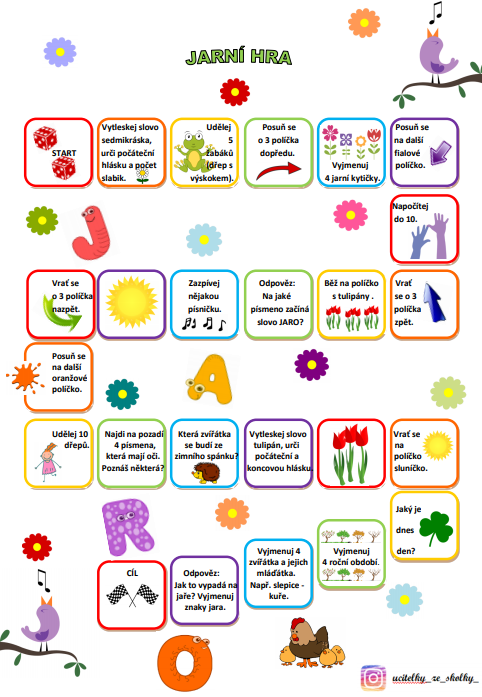 JARNÍ HRA
START
Vytleskej slovo
sedmikráska,
urči počáteční
hlásku a počet
slabik.
Udělej
5
žabáků
(dřep s
výskokem).
Posuň se
o 3 políčka
dopředu.
Vyjmenuj
4 jarní kytičky.
Posuň se
na další
fialové
políčko.
Napočítej
do 10.
Vrať se
o 3 políčka
nazpět.
Zazpívej
nějakou
písničku.
Odpověz:
Na jaké
písmeno začíná
slovo JARO?
Běž na políčko
s tulipány .
Vrať
se o 3
políčka
zpět.
Posuň se
na další
oranžové
políčko.
Udělej 10
dřepů.
Najdi na pozadí
4 písmena,
která mají oči.
Poznáš některá?
Která zvířátka
se budí ze
zimního spánku?
Vytleskej slovo
tulipán, urči
počáteční a
koncovou hlásku.
Vrať se
na
políčko
sluníčko.
Jaký je
dnes
den?
Vyjmenuj
4 roční období.
Vyjmenuj 4
zvířátka a jejich
mláďátka.
Např. slepice -
kuře.
Odpověz:
Jak to vypadá na
jaře? Vyjmenuj
znaky jara.
CÍL
J
A
R
O
ucitelky_ze_skolky_